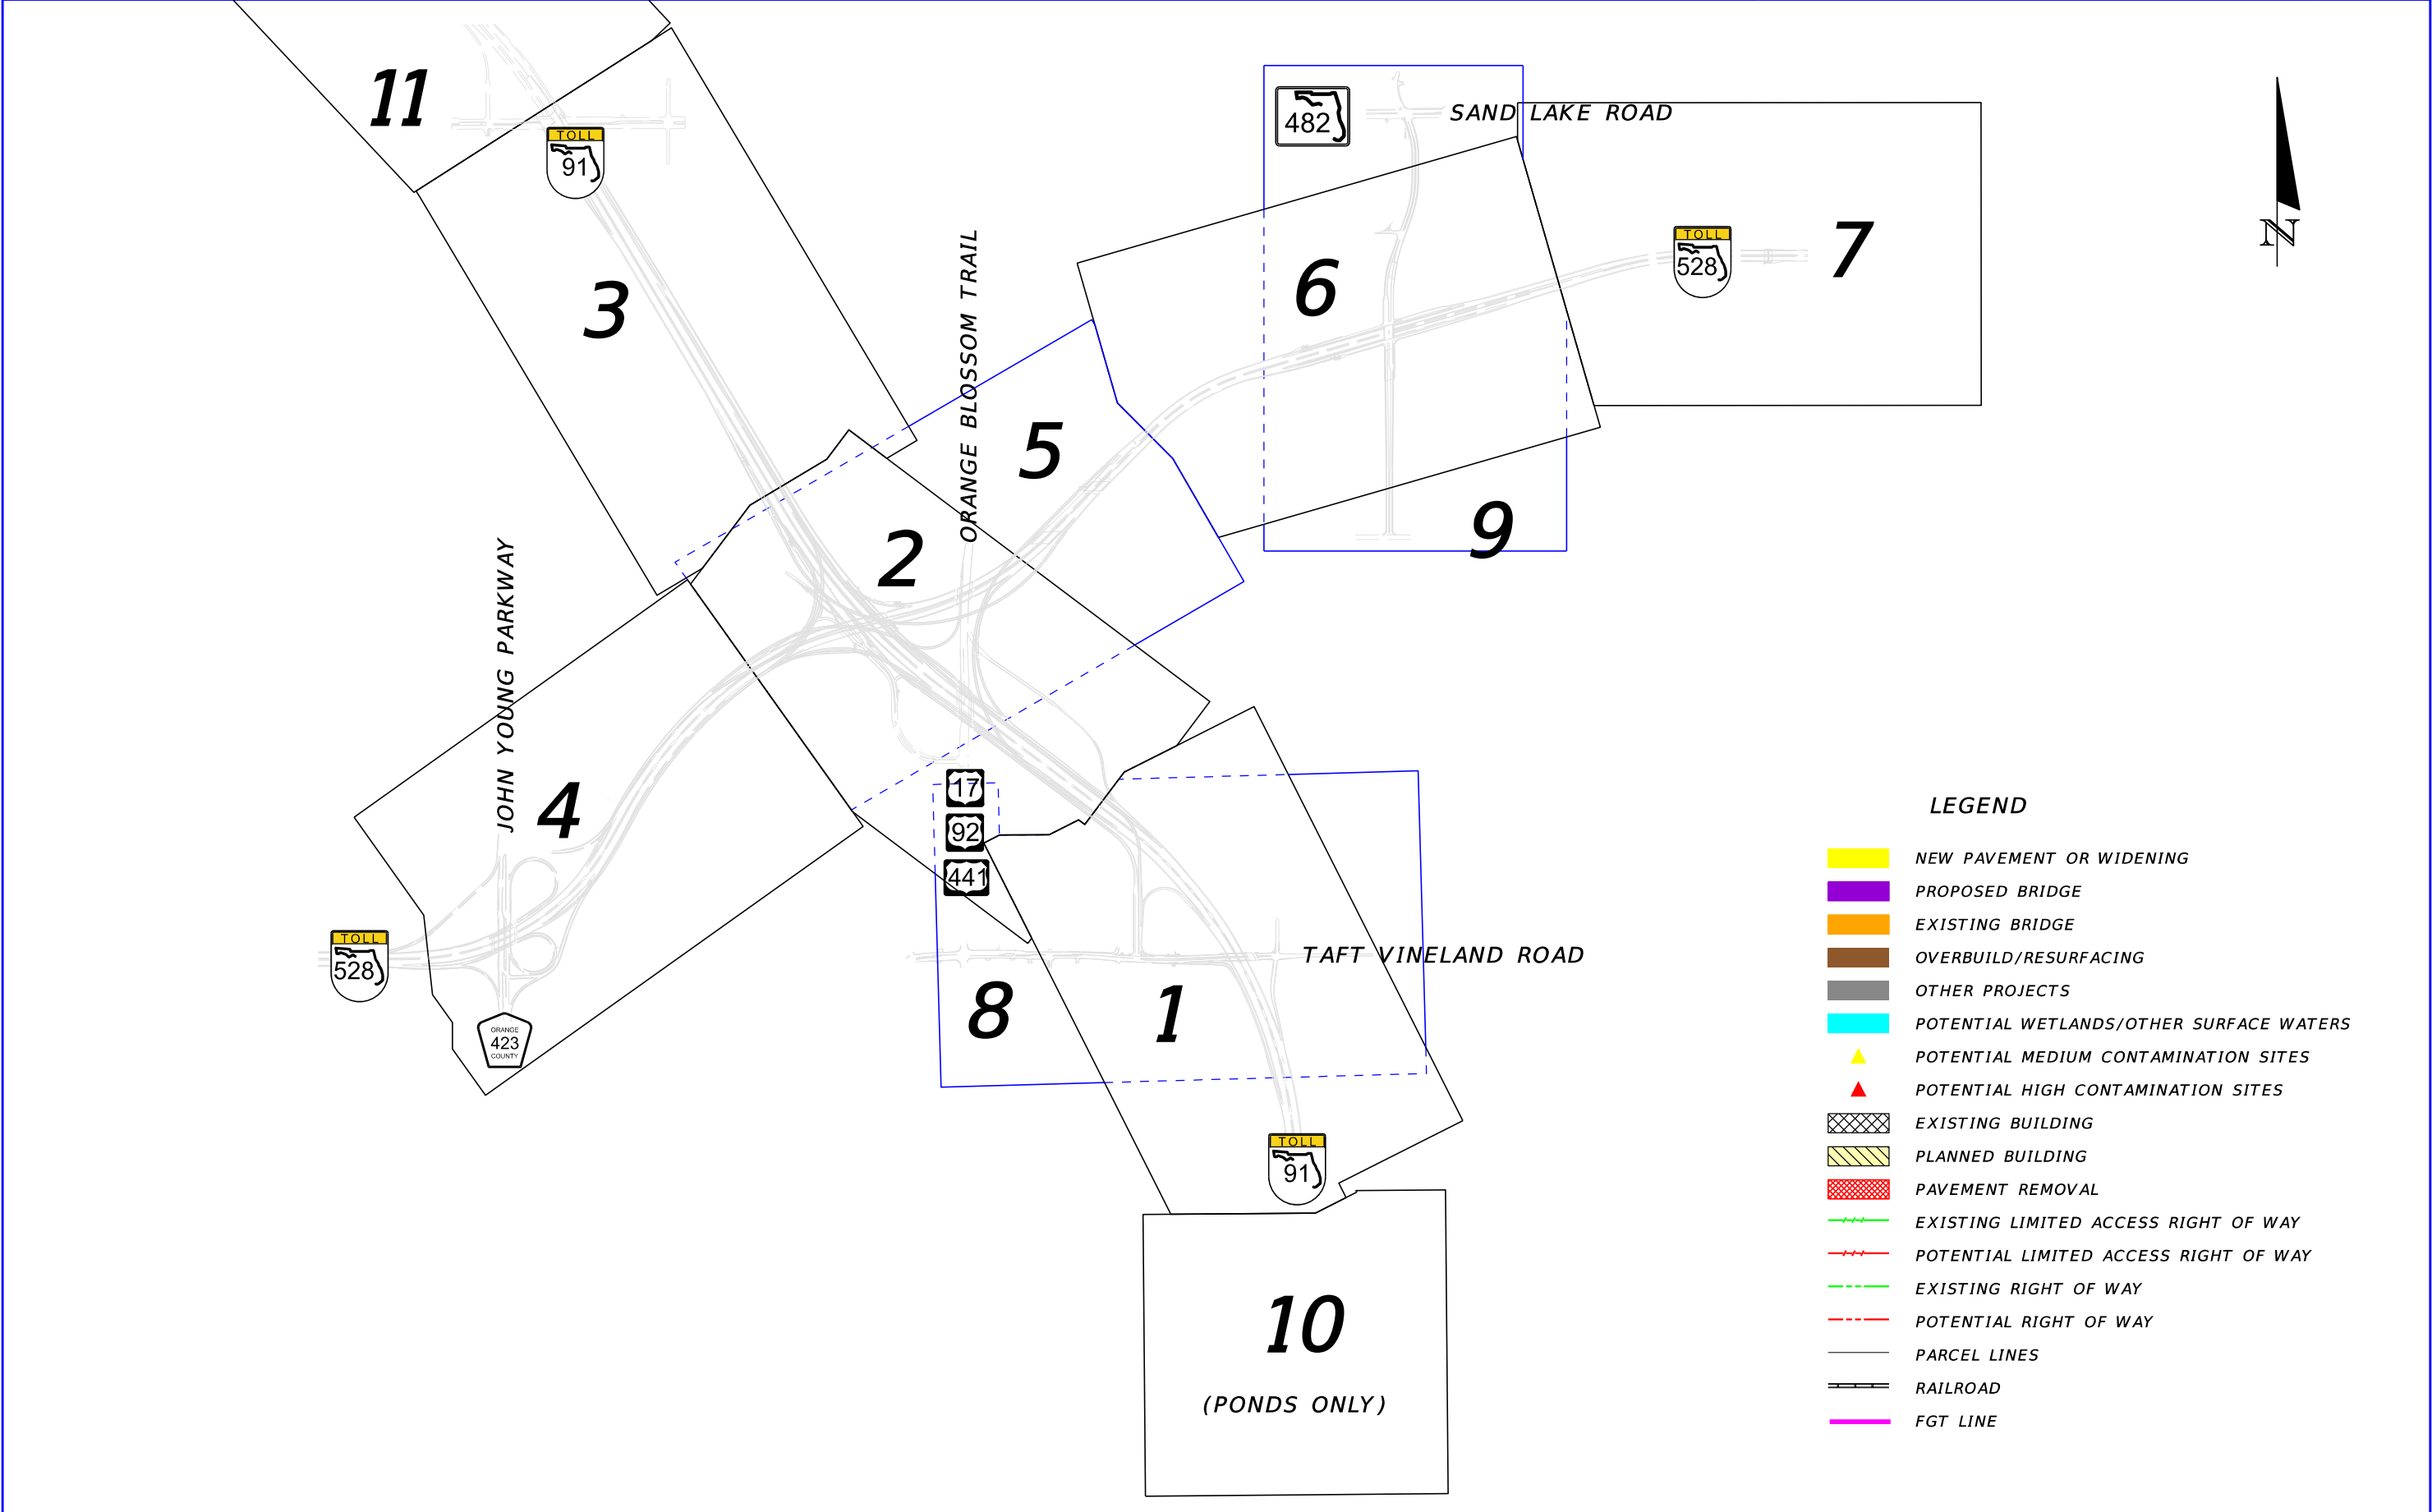 11
TOLL
91
3
482
SAND LAKE ROAD
6
TOLL
528
7
N
ORANGE BLOSSOM TRAIL
5
2
9
JOHN YOUNG PARKWAY
4
17
92
441
TOLL
528
ORANGE
423
COUNTY
TAFT VINELAND ROAD
8
1
TOLL
91
10
(PONDS ONLY)
LEGEND
NEW PAVEMENT OR WIDENING
PROPOSED BRIDGE
EXISTING BRIDGE
OVERBUILD/RESURFACING
OTHER PROJECTS
POTENTIAL WETLANDS/OTHER SURFACE WATERS
POTENTIAL MEDIUM CONTAMINATION SITES
POTENTIAL HIGH CONTAMINATION SITES
EXISTING BUILDING
PLANNED BUILDING
PAVEMENT REMOVAL
EXISTING LIMITED ACCESS RIGHT OF WAY
POTENTIAL LIMITED ACCESS RIGHT OF WAY
EXISTING RIGHT OF WAY
POTENTIAL RIGHT OF WAY
PARCEL LINES
RAILROAD
FGT LINE